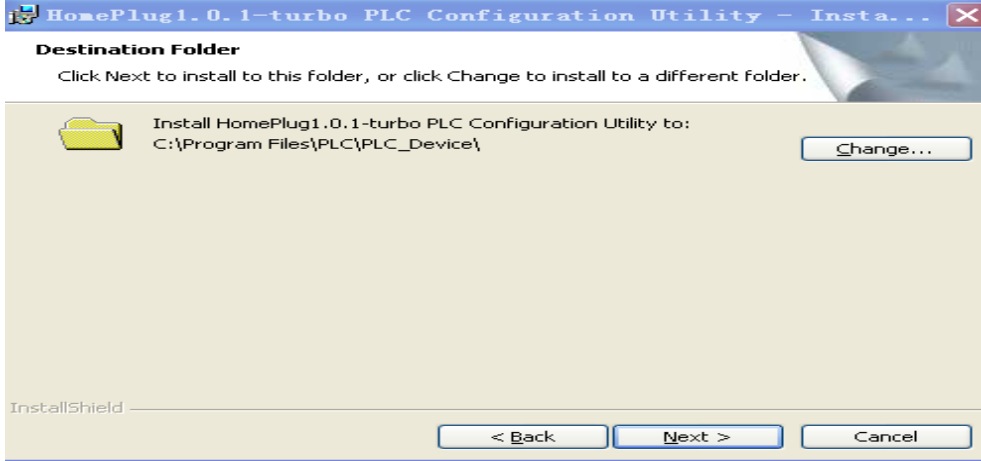 HomePlug1.0.1-turbo PLC Configuration Utility - Insta...
Destination Folder
Click Next to install to this folder, or click Change to install to a different folder.
Install HomePlug1.0.1-turbo PLC Configuration Utility to:
C:\Program Files\PLC\PLC_Device\
Change...
InstallShield
< Back
Next >
Cancel